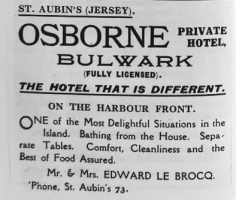 ST. AUBIN'S (JERSEY).
OSBORNE PRIVATE HOTEL,
BULWARK
(FULLY LICENSED).
THE HOTEL THAT IS DIFFERENT.
ON THE HARBOUR FRONT.
ONE of the Most Delightful Situations in the
Island. Bathing from the House. Sepa-
rate Tables. Comfort, Cleanliness and the
Best of Food Assured.
Mr. & Mrs. EDWARD LE BROCQ.
'Phone, St. Aubin's 73.